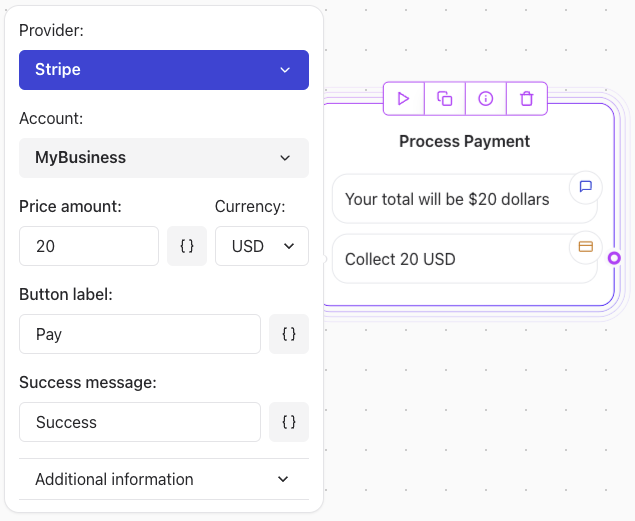 Provider:
Stripe
Account:
MyBusiness
Price amount:
Currency:
20
{ }
USD
Button label:
Pay
{ }
Success message:
Success
{ }
Additional information
Process Payment
Your total will be $20 dollars
Collect 20 USD